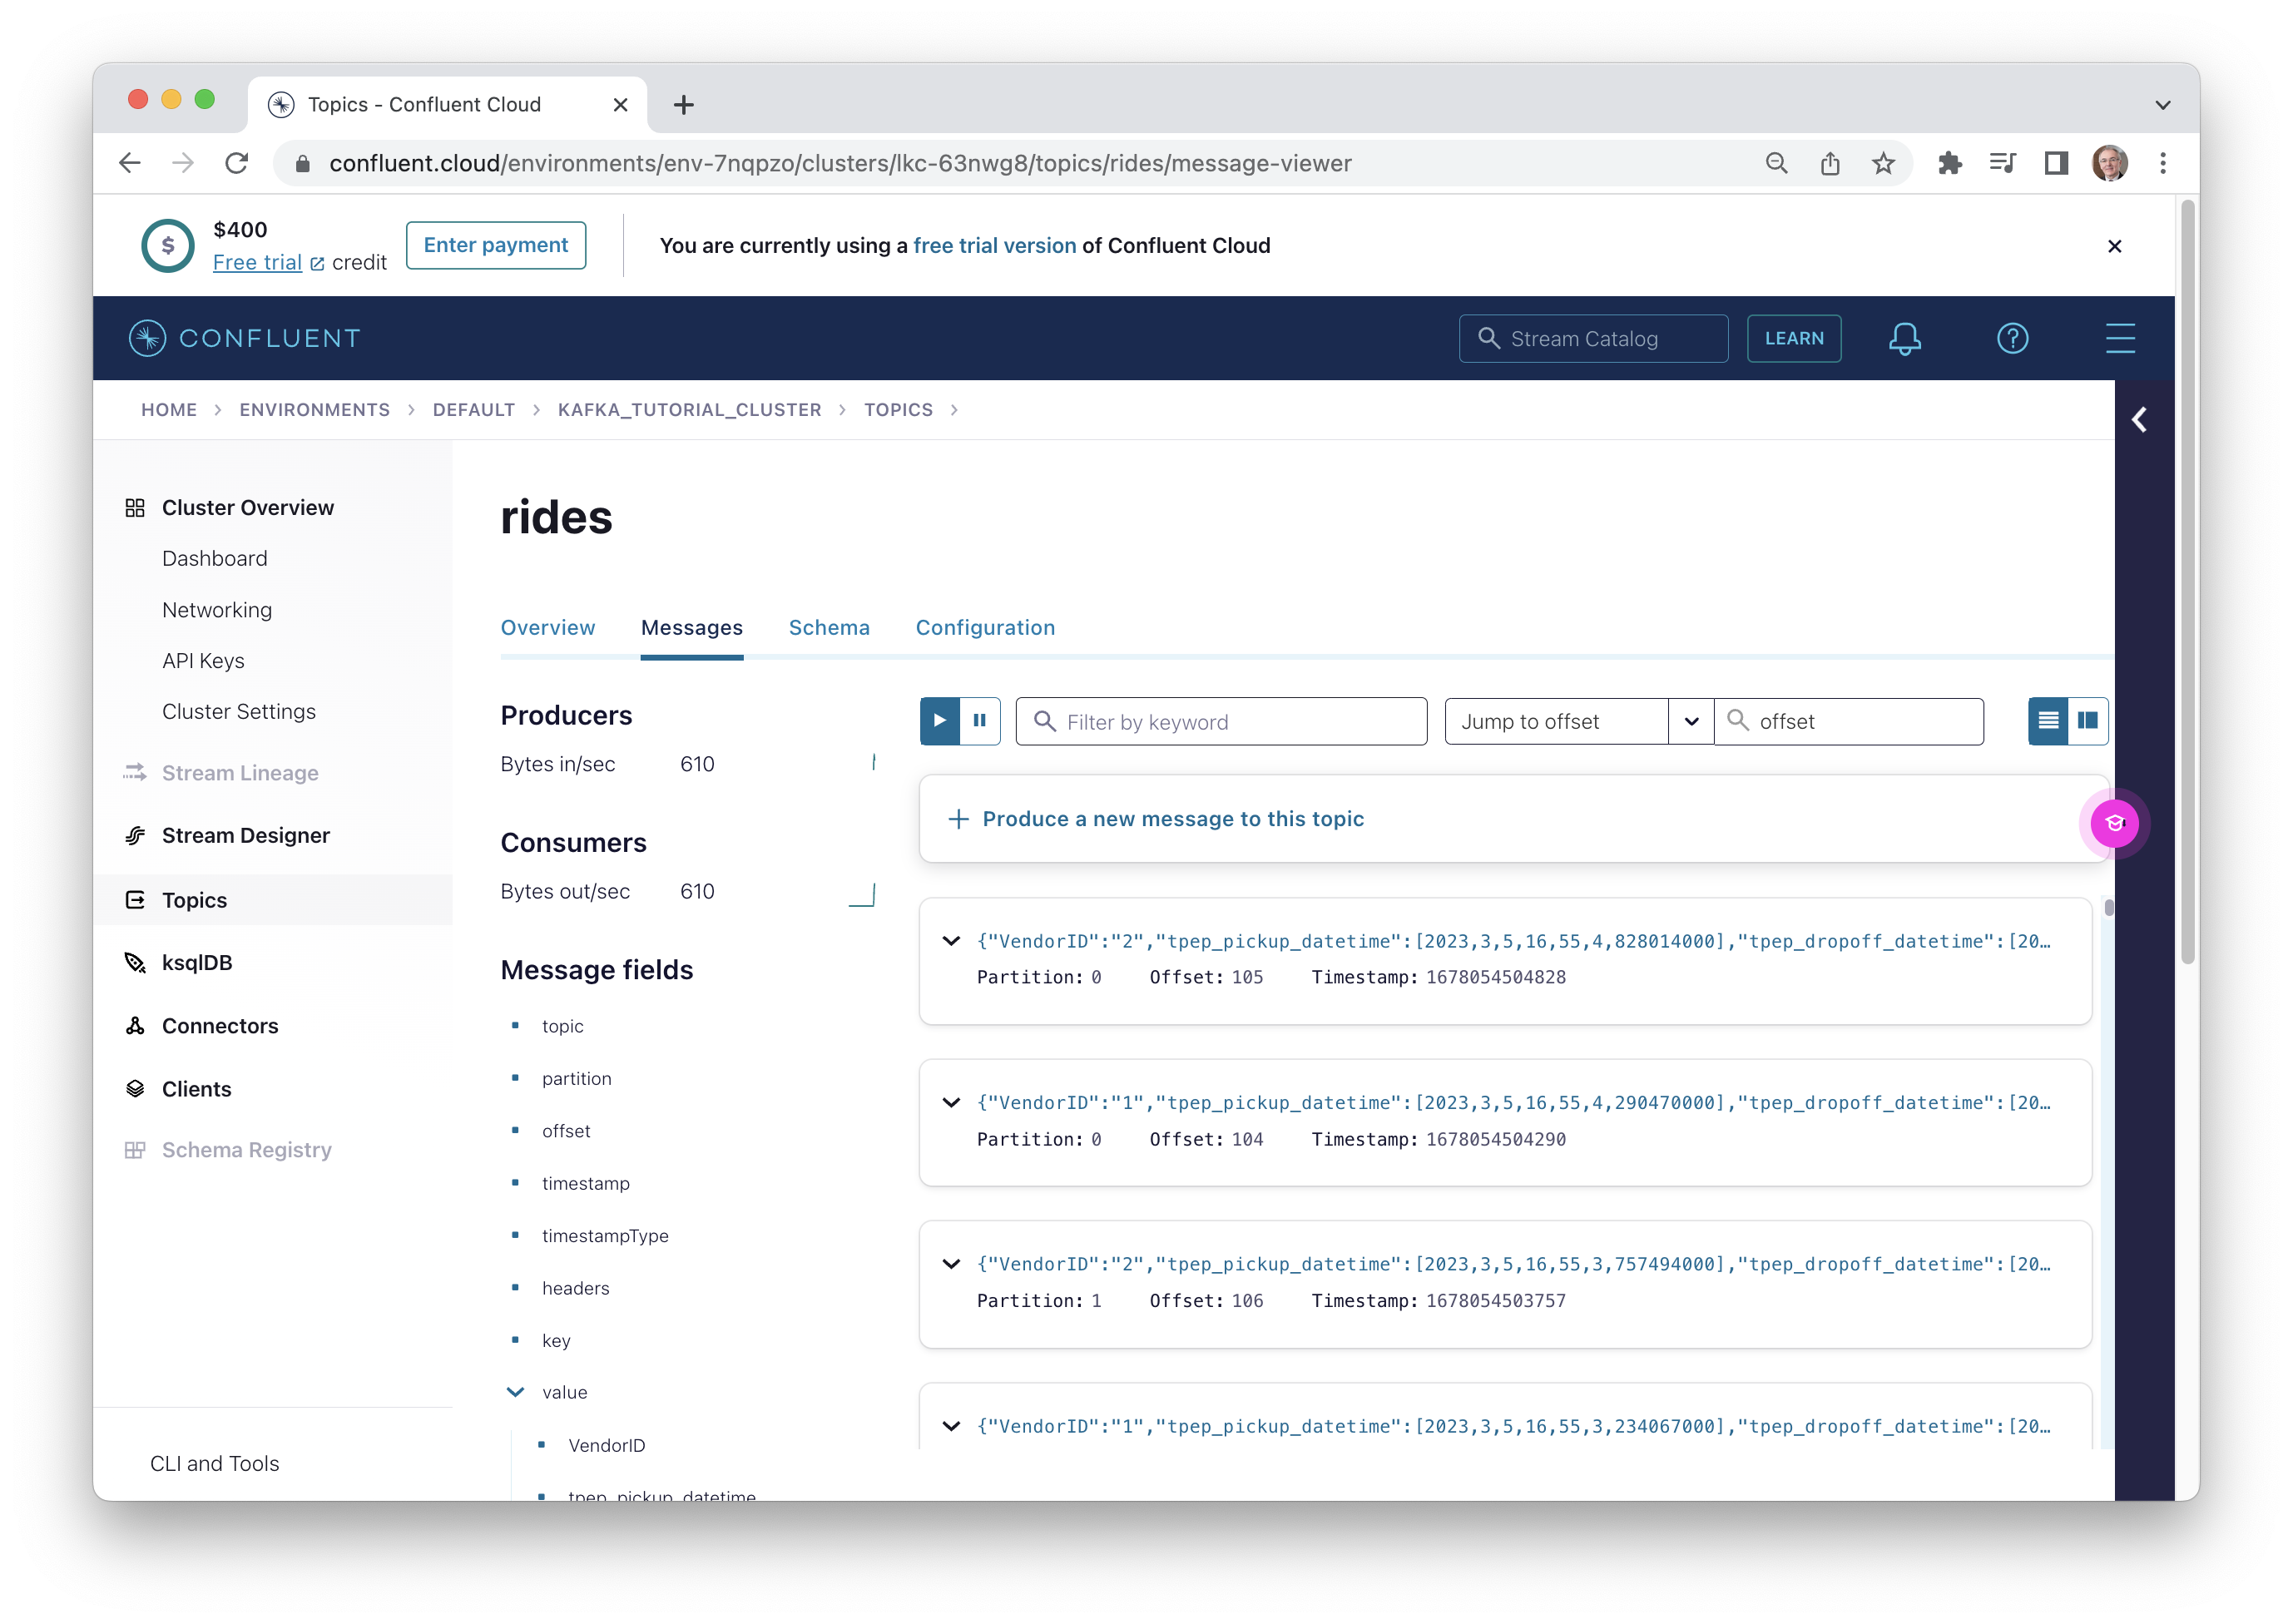 Topics - Confluent Cloud
confluent.cloud/environments/env-7nqpzo/clusters/lkc-63nwg8/topics/rides/message-viewer
$
$400
Free trial credit
Enter payment
You are currently using a free trial version of Confluent Cloud
CONFLUENT
Stream Catalog
LEARN
HOME > ENVIRONMENTS > DEFAULT > KAFKA_TUTORIAL_CLUSTER > TOPICS >
Cluster Overview
Dashboard
Networking
API Keys
Cluster Settings
Stream Lineage
Stream Designer
Topics
ksqlDB
Connectors
Clients
Schema Registry
CLI and Tools
rides
Overview Messages Schema Configuration
Producers
Bytes in/sec 610
Consumers
Bytes out/sec 610
Message fields
topic
partition
offset
timestamp
timestampType
headers
key
value
VendorID
tpep_pickup_datetime
Filter by keyword
Jump to offset
offset
+ Produce a new message to this topic
{"VendorID":"2","tpep_pickup_datetime":[2023,3,5,16,55,4,828014000],"tpep_dropoff_datetime":[20…
Partition: 0 Offset: 105 Timestamp: 1678054504828
{"VendorID":"1","tpep_pickup_datetime":[2023,3,5,16,55,4,290470000],"tpep_dropoff_datetime":[20…
Partition: 0 Offset: 104 Timestamp: 1678054504290
{"VendorID":"2","tpep_pickup_datetime":[2023,3,5,16,55,3,757494000],"tpep_dropoff_datetime":[20…
Partition: 1 Offset: 106 Timestamp: 1678054503757
{"VendorID":"1","tpep_pickup_datetime":[2023,3,5,16,55,3,234067000],"tpep_dropoff_datetime":[20…